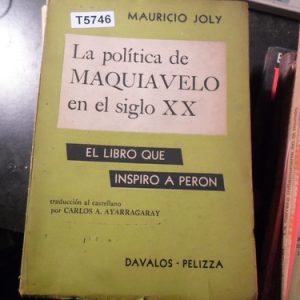 T5746
MAURICIO JOLY
La política de
MAQUIAVELO
en el siglo XX
EL LIBRO QUE
INSPIRO A PERON
traducción al castellano
por CARLOS A. AYARRAGARAY
DAVALOS - PELIZZA